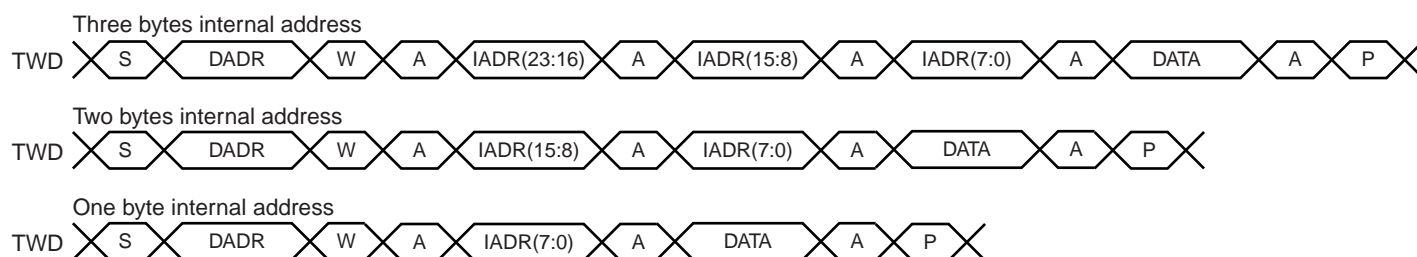 Three bytes internal address
TWD S DADR W A IADR(23:16) A IADR(15:8) A IADR(7:0) A DATA A P
Two bytes internal address
TWD S DADR W A IADR(15:8) A IADR(7:0) A DATA A P
One byte internal address
TWD S DADR W A IADR(7:0) A DATA A P